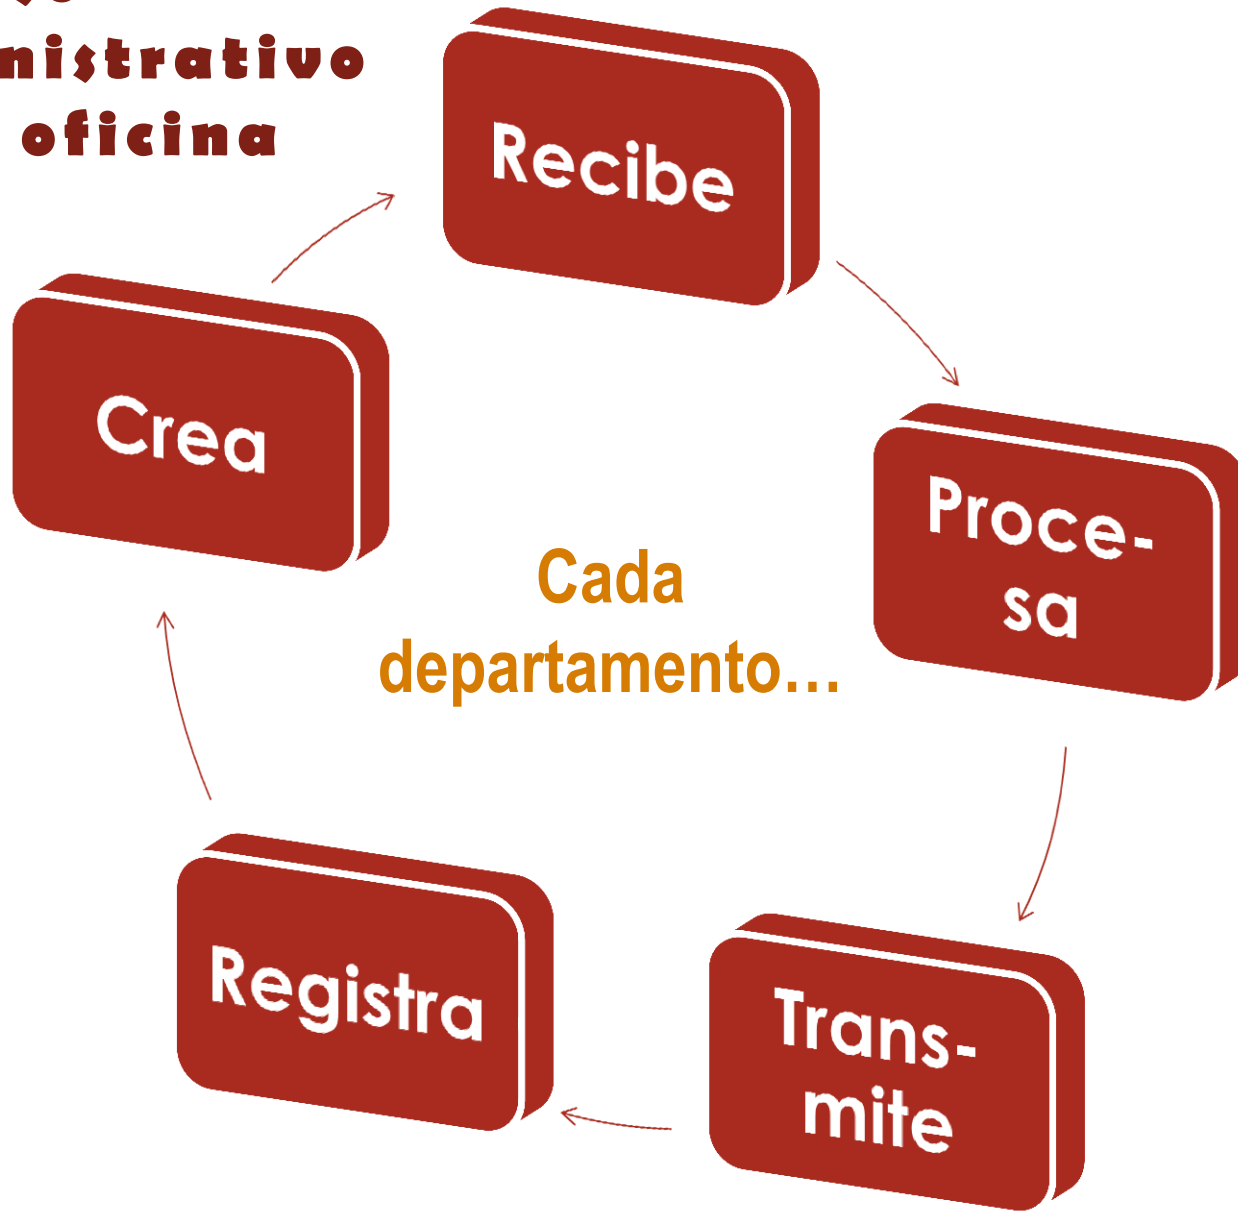 nistrativo
oficina
Recibe
Crea
Proce-
sa
Cada
departamento…
Registra
Trans-
mite